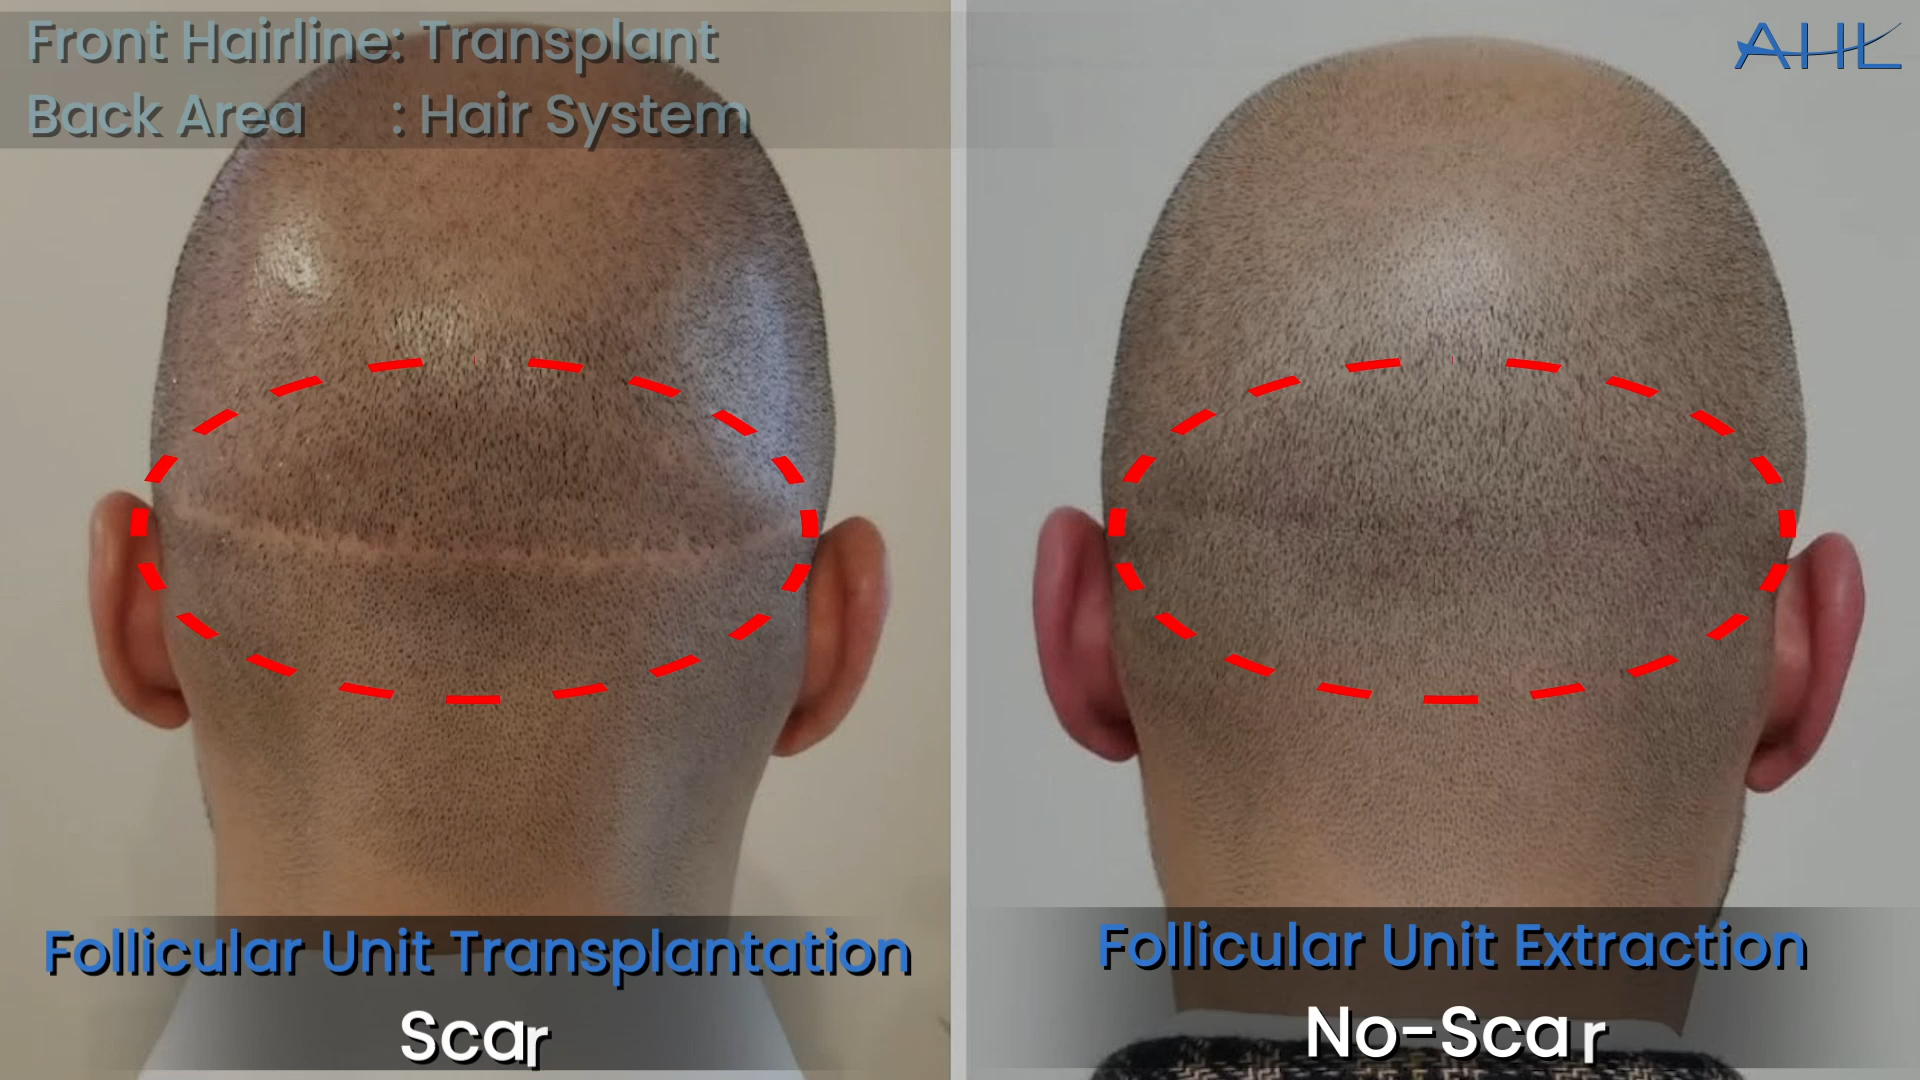 Front Hairline: Transplant
Back Area : Hair System
AHL
Follicular Unit Transplantation
Scar
Follicular Unit Extraction
No-Scar